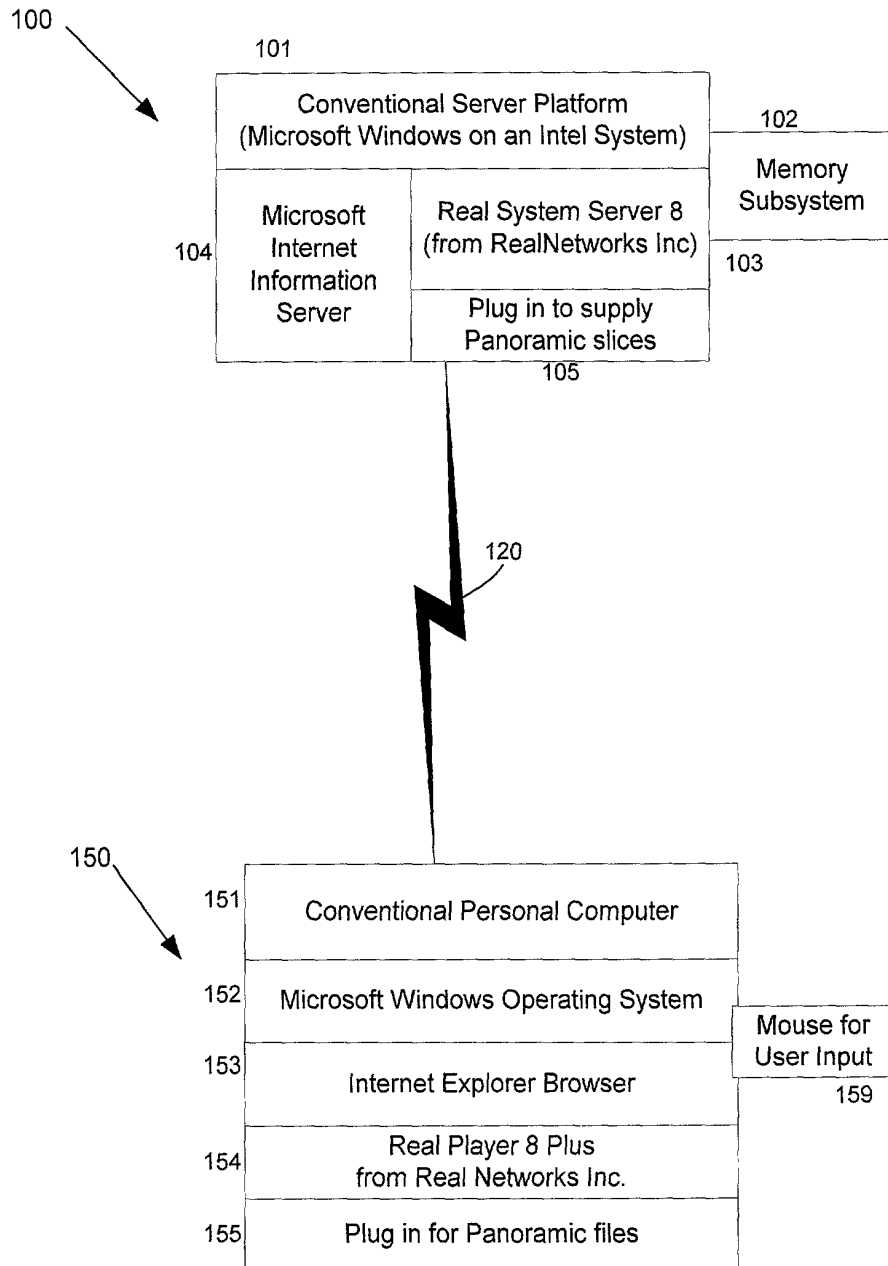 100
101
Conventional Server Platform
(Microsoft Windows on an Intel System)
102
Memory
Subsystem
104
Microsoft
Internet
Information
Server
Real System Server 8
(from RealNetworks Inc)
103
Plug in to supply
Panoramic slices
105
120
150
151
Conventional Personal Computer
152
Microsoft Windows Operating System
Mouse for
User Input
159
153
Internet Explorer Browser
154
Real Player 8 Plus
from Real Networks Inc.
155
Plug in for Panoramic files